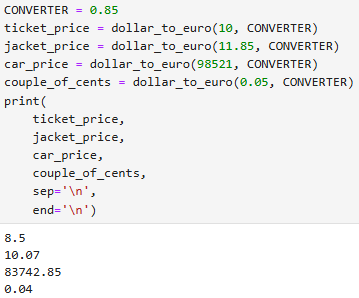 CONVERTER = 0.85
ticket_price = dollar_to_euro(10, CONVERTER)
jacket_price = dollar_to_euro(11.85, CONVERTER)
car_price = dollar_to_euro(98521, CONVERTER)
couple_of_cents = dollar_to_euro(0.05, CONVERTER)
print(
    ticket_price,
    jacket_price,
    car_price,
    couple_of_cents,
    sep='\n',
    end='\n')
8.5
10.07
83742.85
0.04